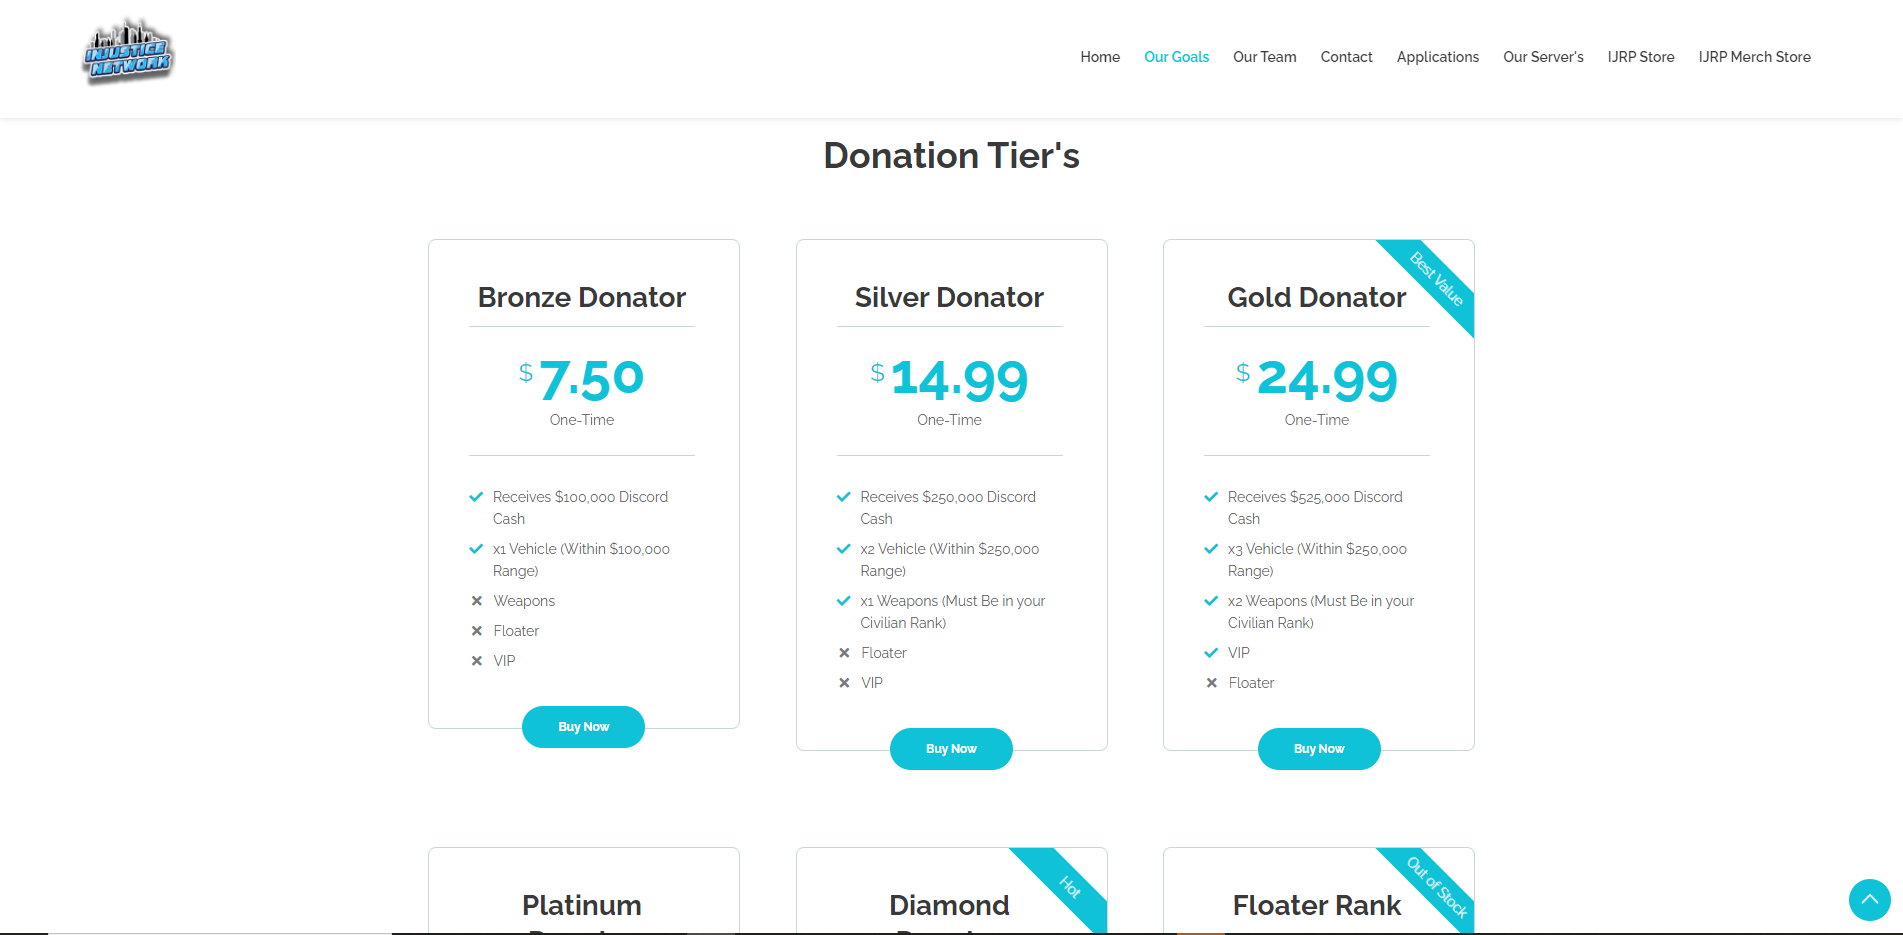 INJUSTICE
NETWORK
Home Our Goals Our Team Contact Applications Our Server's IJRP Store IJRP Merch Store
Donation Tier's
Bronze Donator
$ 7.50
One-Time
Receives $100,000 Discord
Cash
x1 Vehicle (Within $100,000
Range)
Weapons
Floater
VIP
Buy Now
Silver Donator
$ 14.99
One-Time
Receives $250,000 Discord
Cash
x2 Vehicle (Within $250,000
Range)
x1 Weapons (Must Be in your
Civilian Rank)
Floater
VIP
Buy Now
Best Value
Gold Donator
$ 24.99
One-Time
Receives $525,000 Discord
Cash
x3 Vehicle (Within $250,000
Range)
x2 Weapons (Must Be in your
Civilian Rank)
VIP
Floater
Buy Now
Platinum
Hot
Diamond
Out of Stock
Floater Rank